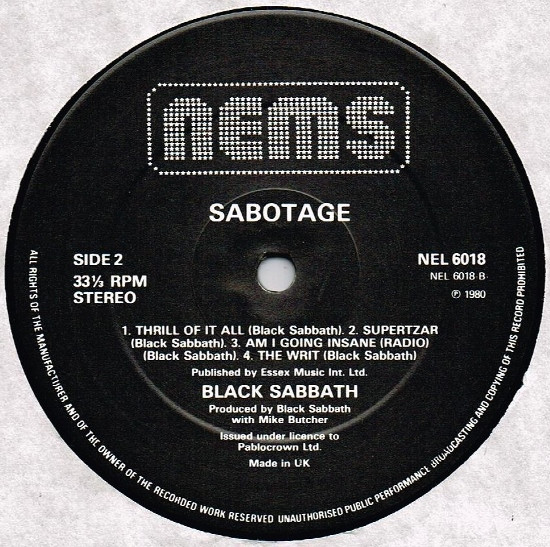 NEMS
SABOTAGE
SIDE 2
33⅓ RPM
STEREO
NEL 6018
NEL 6018 B
℗ 1980
1. THRILL OF IT ALL (Black Sabbath). 2. SUPERTZAR
(Black Sabbath). 3. AM I GOING INSANE (RADIO)
(Black Sabbath). 4. THE WRIT (Black Sabbath)
Published by Essex Music Int. Ltd.
BLACK SABBATH
Produced by Black Sabbath
with Mike Butcher
Issued under licence to
Pablocrown Ltd.
Made in UK
ALL RIGHTS OF THE MANUFACTURER AND OF THE OWNER OF THE RECORDED WORK RESERVED UNAUTHORISED PUBLIC PERFORMANCE BROADCASTING AND COPYING OF THIS RECORD PROHIBITED